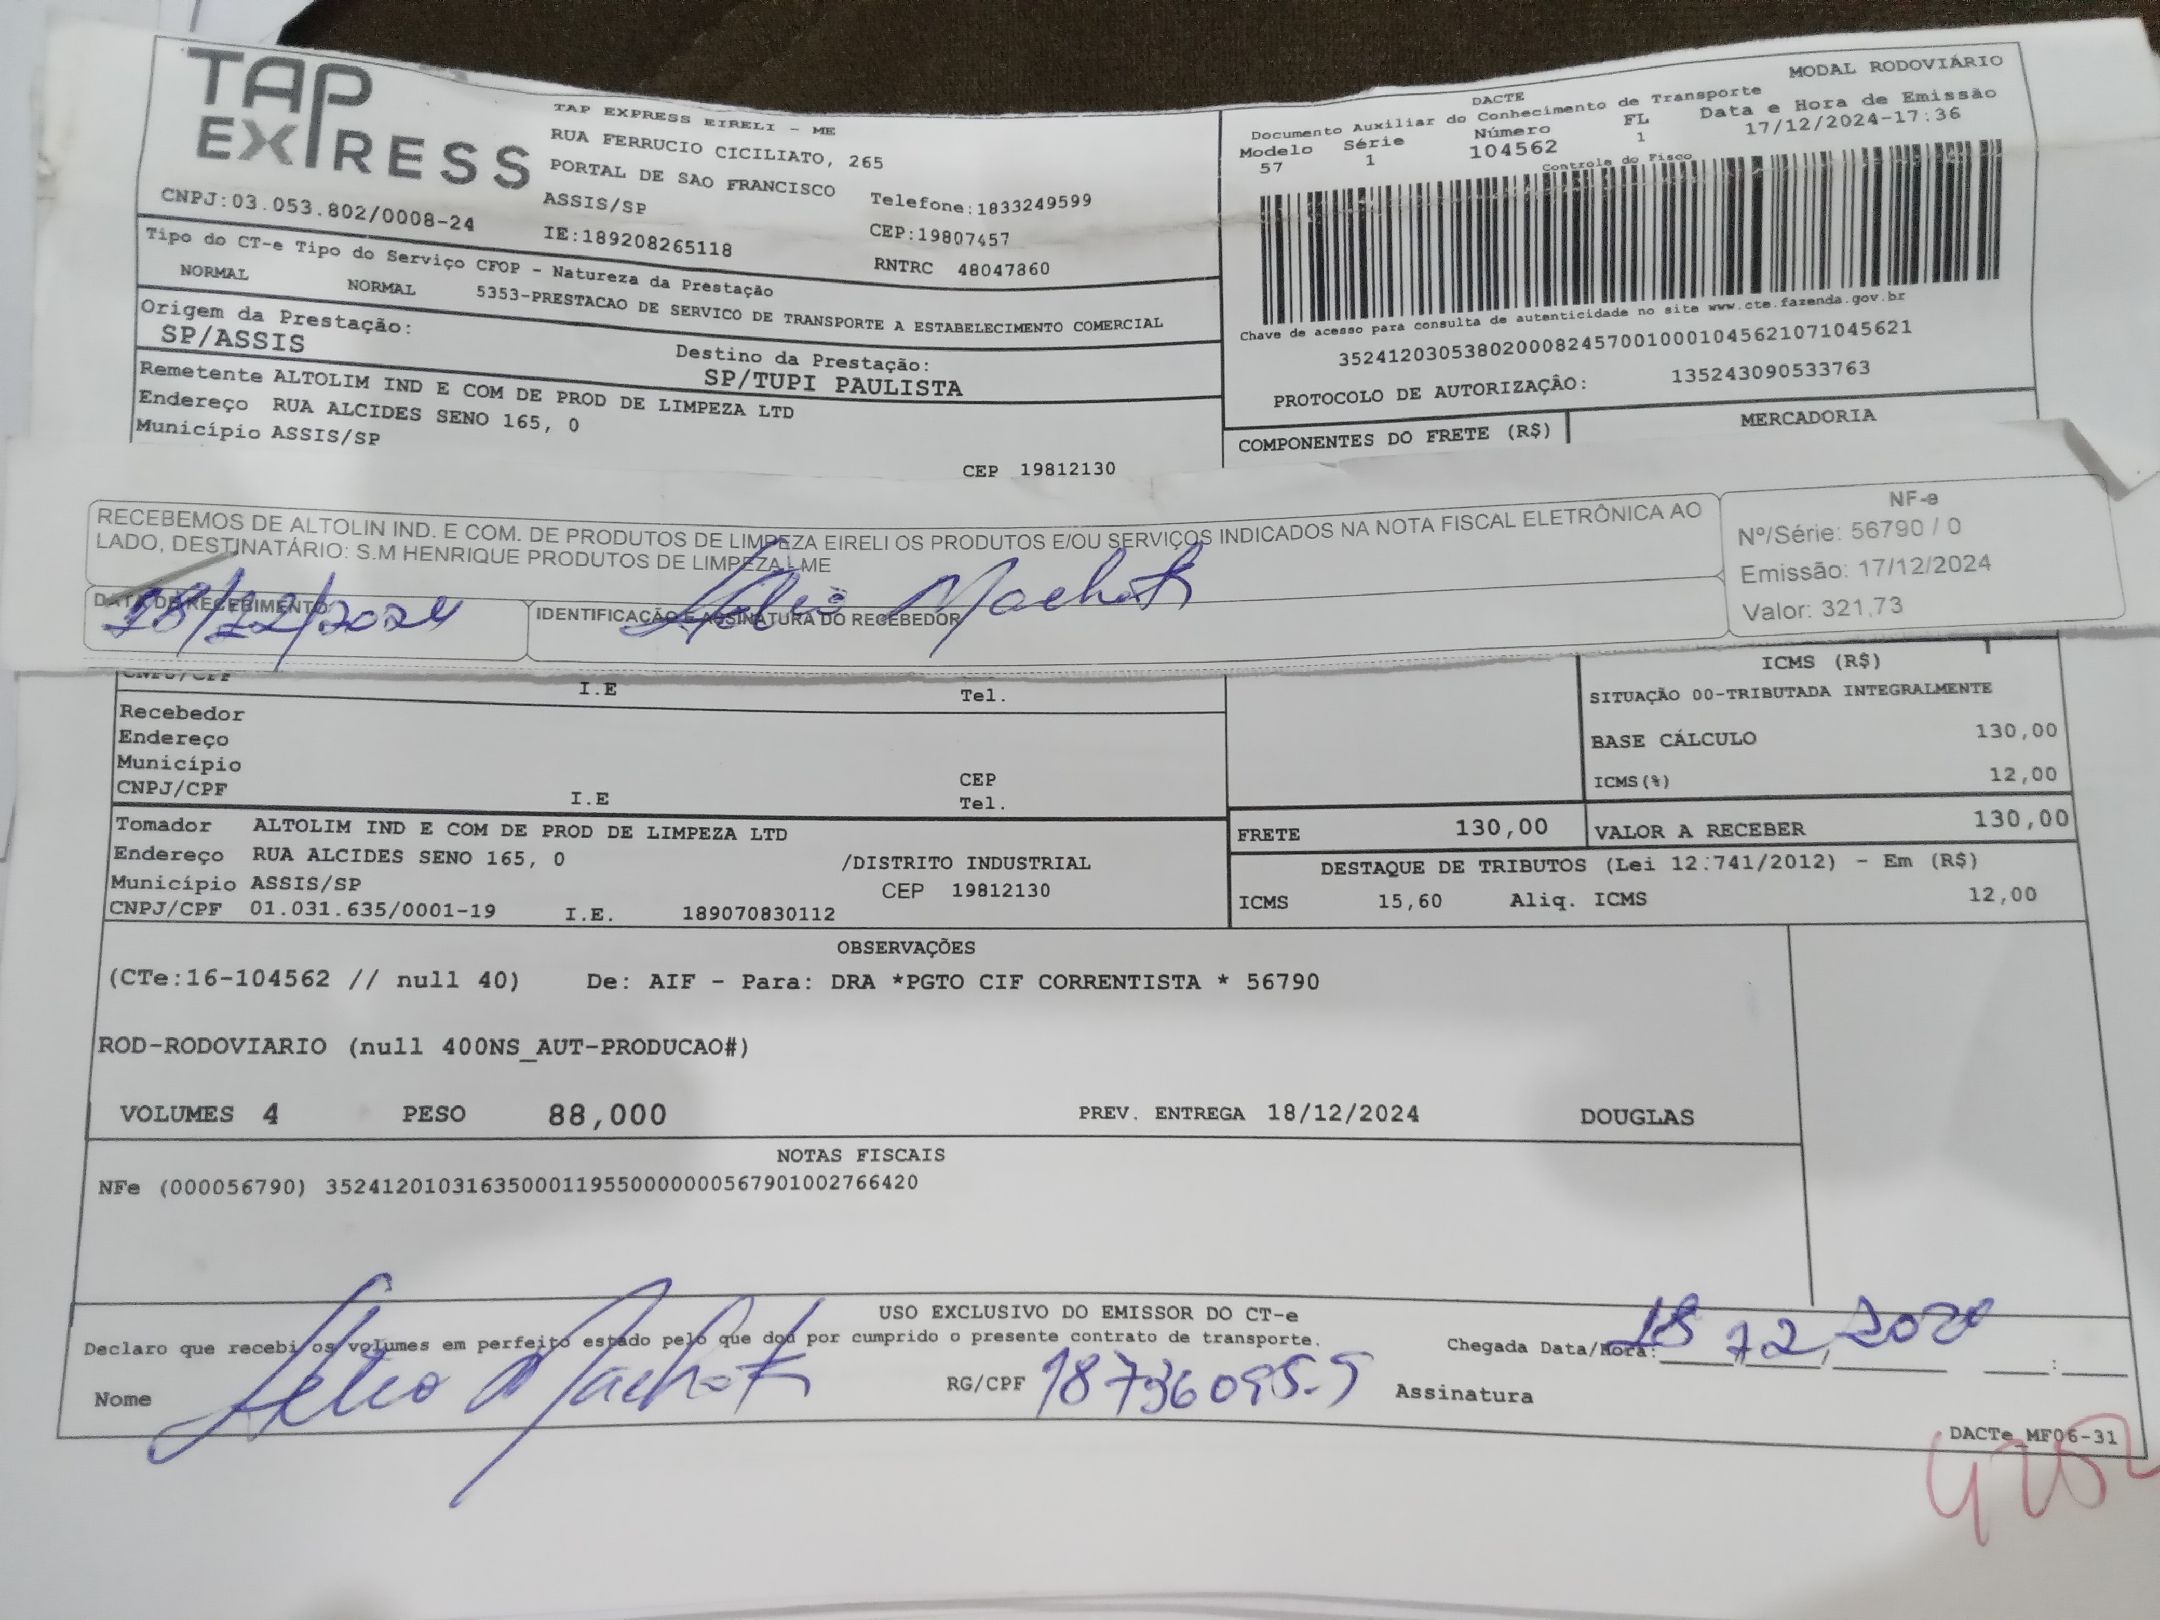 TAP
EXPRESS
TAP EXPRESS EIRELI - ME
RUA FERRUCIO CICILIATO, 265
PORTAL DE SAO FRANCISCO
ASSIS/SP
Telefone:1833249599
CNPJ:03.053.802/0008-24
IE:189208265118
CEP:19807457
RNTRC 48047860
MODAL RODOVIÁRIO
DACTE
Documento Auxiliar do Conhecimento de Transporte
Modelo Série Número FL Data e Hora de Emissão
57 1 104562 1 17/12/2024-17:36
Controle do Fisco
Chave de acesso para consulta de autenticidade no site www.cte.fazenda.gov.br
35241203053802000824570010001045621071045621
PROTOCOLO DE AUTORIZAÇÃO: 135243090533763
Tipo do CT-e Tipo do Serviço CFOP - Natureza da Prestação
NORMAL NORMAL 5353-PRESTACAO DE SERVICO DE TRANSPORTE A ESTABELECIMENTO COMERCIAL
Origem da Prestação:
SP/ASSIS
Destino da Prestação:
SP/TUPI PAULISTA
Remetente ALTOLIM IND E COM DE PROD DE LIMPEZA LTD
Endereço RUA ALCIDES SENO 165, 0
Município ASSIS/SP
CEP 19812130
COMPONENTES DO FRETE (R$)
MERCADORIA
RECEBEMOS DE ALTOLIN IND. E COM. DE PRODUTOS DE LIMPEZA EIRELI OS PRODUTOS E/OU SERVIÇOS INDICADOS NA NOTA FISCAL ELETRÔNICA AO
LADO, DESTINATÁRIO: S.M HENRIQUE PRODUTOS DE LIMPEZA - ME
DATA DE RECEBIMENTO
18/12/2024
IDENTIFICAÇÃO E ASSINATURA DO RECEBEDOR
NF-e
Nº/Série: 56790 / 0
Emissão: 17/12/2024
Valor: 321,73
CNPJ/CPF I.E Tel.
Recebedor
Endereço
Município CEP
CNPJ/CPF I.E Tel.
ICMS (R$)
SITUAÇÃO 00-TRIBUTADA INTEGRALMENTE
BASE CÁLCULO 130,00
ICMS(%) 12,00
FRETE 130,00
VALOR A RECEBER 130,00
Tomador ALTOLIM IND E COM DE PROD DE LIMPEZA LTD
Endereço RUA ALCIDES SENO 165, 0 /DISTRITO INDUSTRIAL
Município ASSIS/SP CEP 19812130
CNPJ/CPF 01.031.635/0001-19 I.E. 189070830112
DESTAQUE DE TRIBUTOS (Lei 12.741/2012) - Em (R$)
ICMS 15,60 Aliq. ICMS 12,00
OBSERVAÇÕES
(CTe:16-104562 // null 40) De: AIF - Para: DRA *PGTO CIF CORRENTISTA * 56790
ROD-RODOVIARIO (null 400NS_AUT-PRODUCAO#)
VOLUMES 4 PESO 88,000 PREV. ENTREGA 18/12/2024 DOUGLAS
NOTAS FISCAIS
NFe (000056790) 35241201031635000119550000000567901002766420
USO EXCLUSIVO DO EMISSOR DO CT-e
Declaro que recebi os volumes em perfeito estado pelo que dou por cumprido o presente contrato de transporte.
Chegada Data/Hora:
Nome
RG/CPF
Assinatura
DACTe_MF06-31